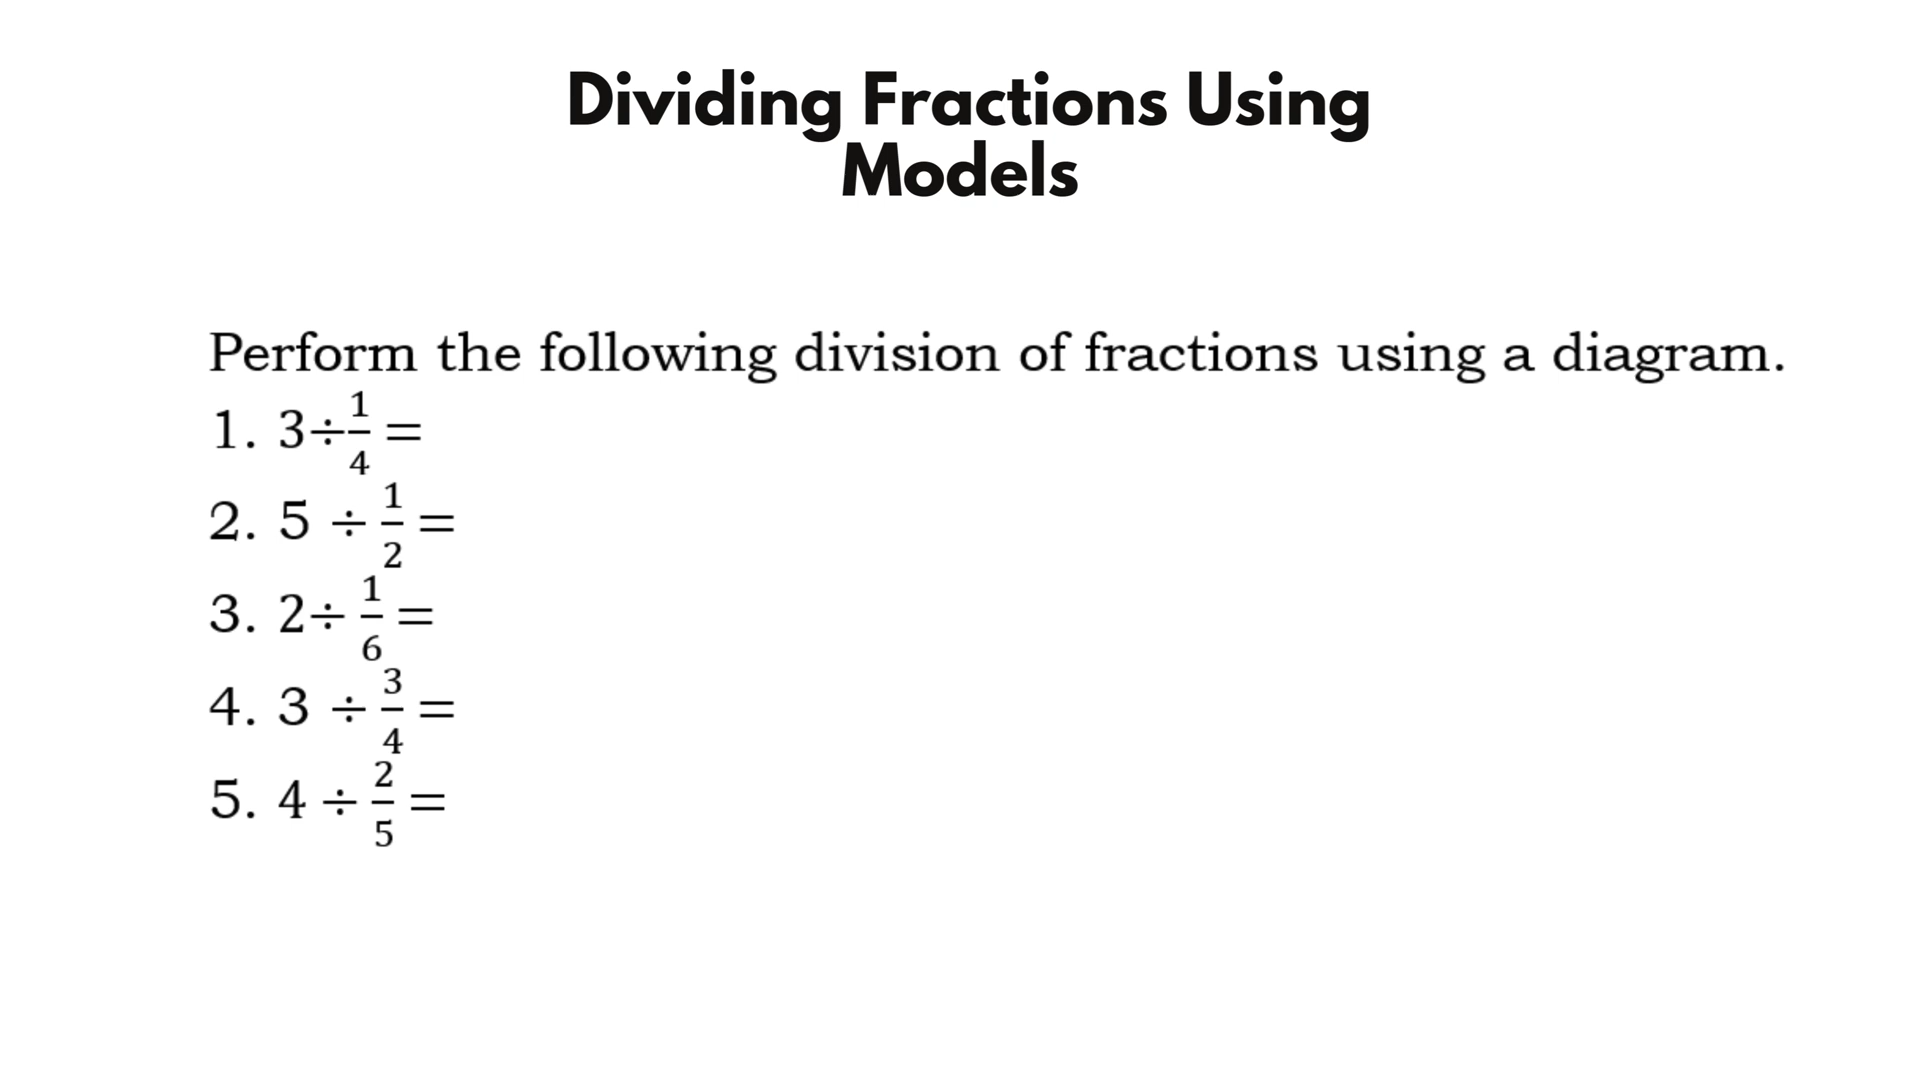 Dividing Fractions Using
Models
Perform the following division of fractions using a diagram.
1. 3÷1/4 =
2. 5 ÷ 1/2 =
3. 2÷ 1/6 =
4. 3 ÷ 3/4 =
5. 4 ÷ 2/5 =